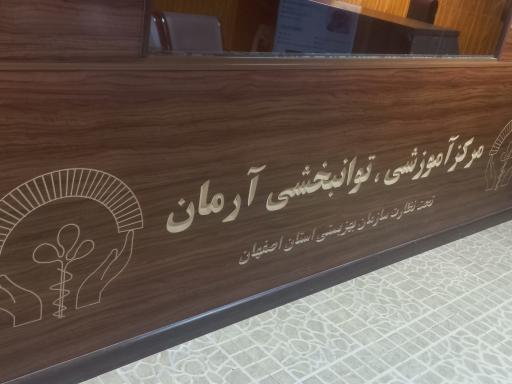 مرکز آموزشی ، توانبخشی آرمان
تحت نظارت سازمان بهزیستی استان اصفهان